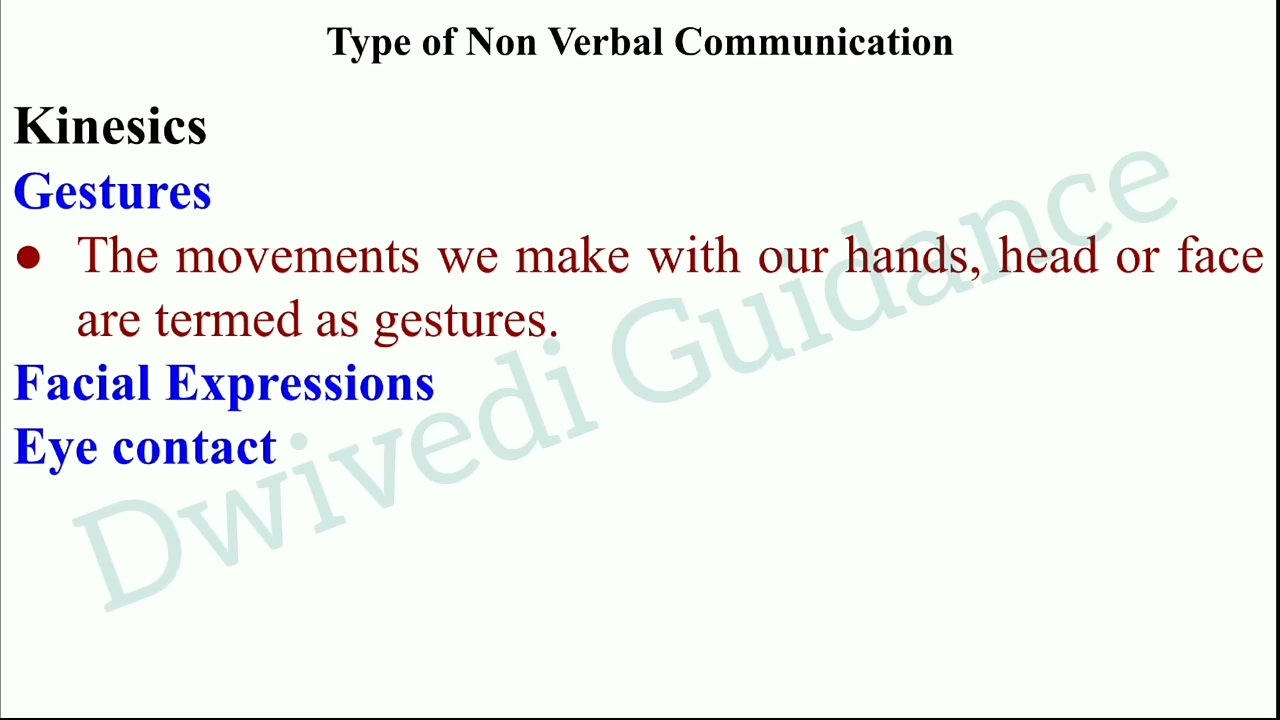 Type of Non Verbal Communication
Kinesics
Gestures
● The movements we make with our hands, head or face
are termed as gestures.
Facial Expressions
Eye contact
Dwivedi Guidance